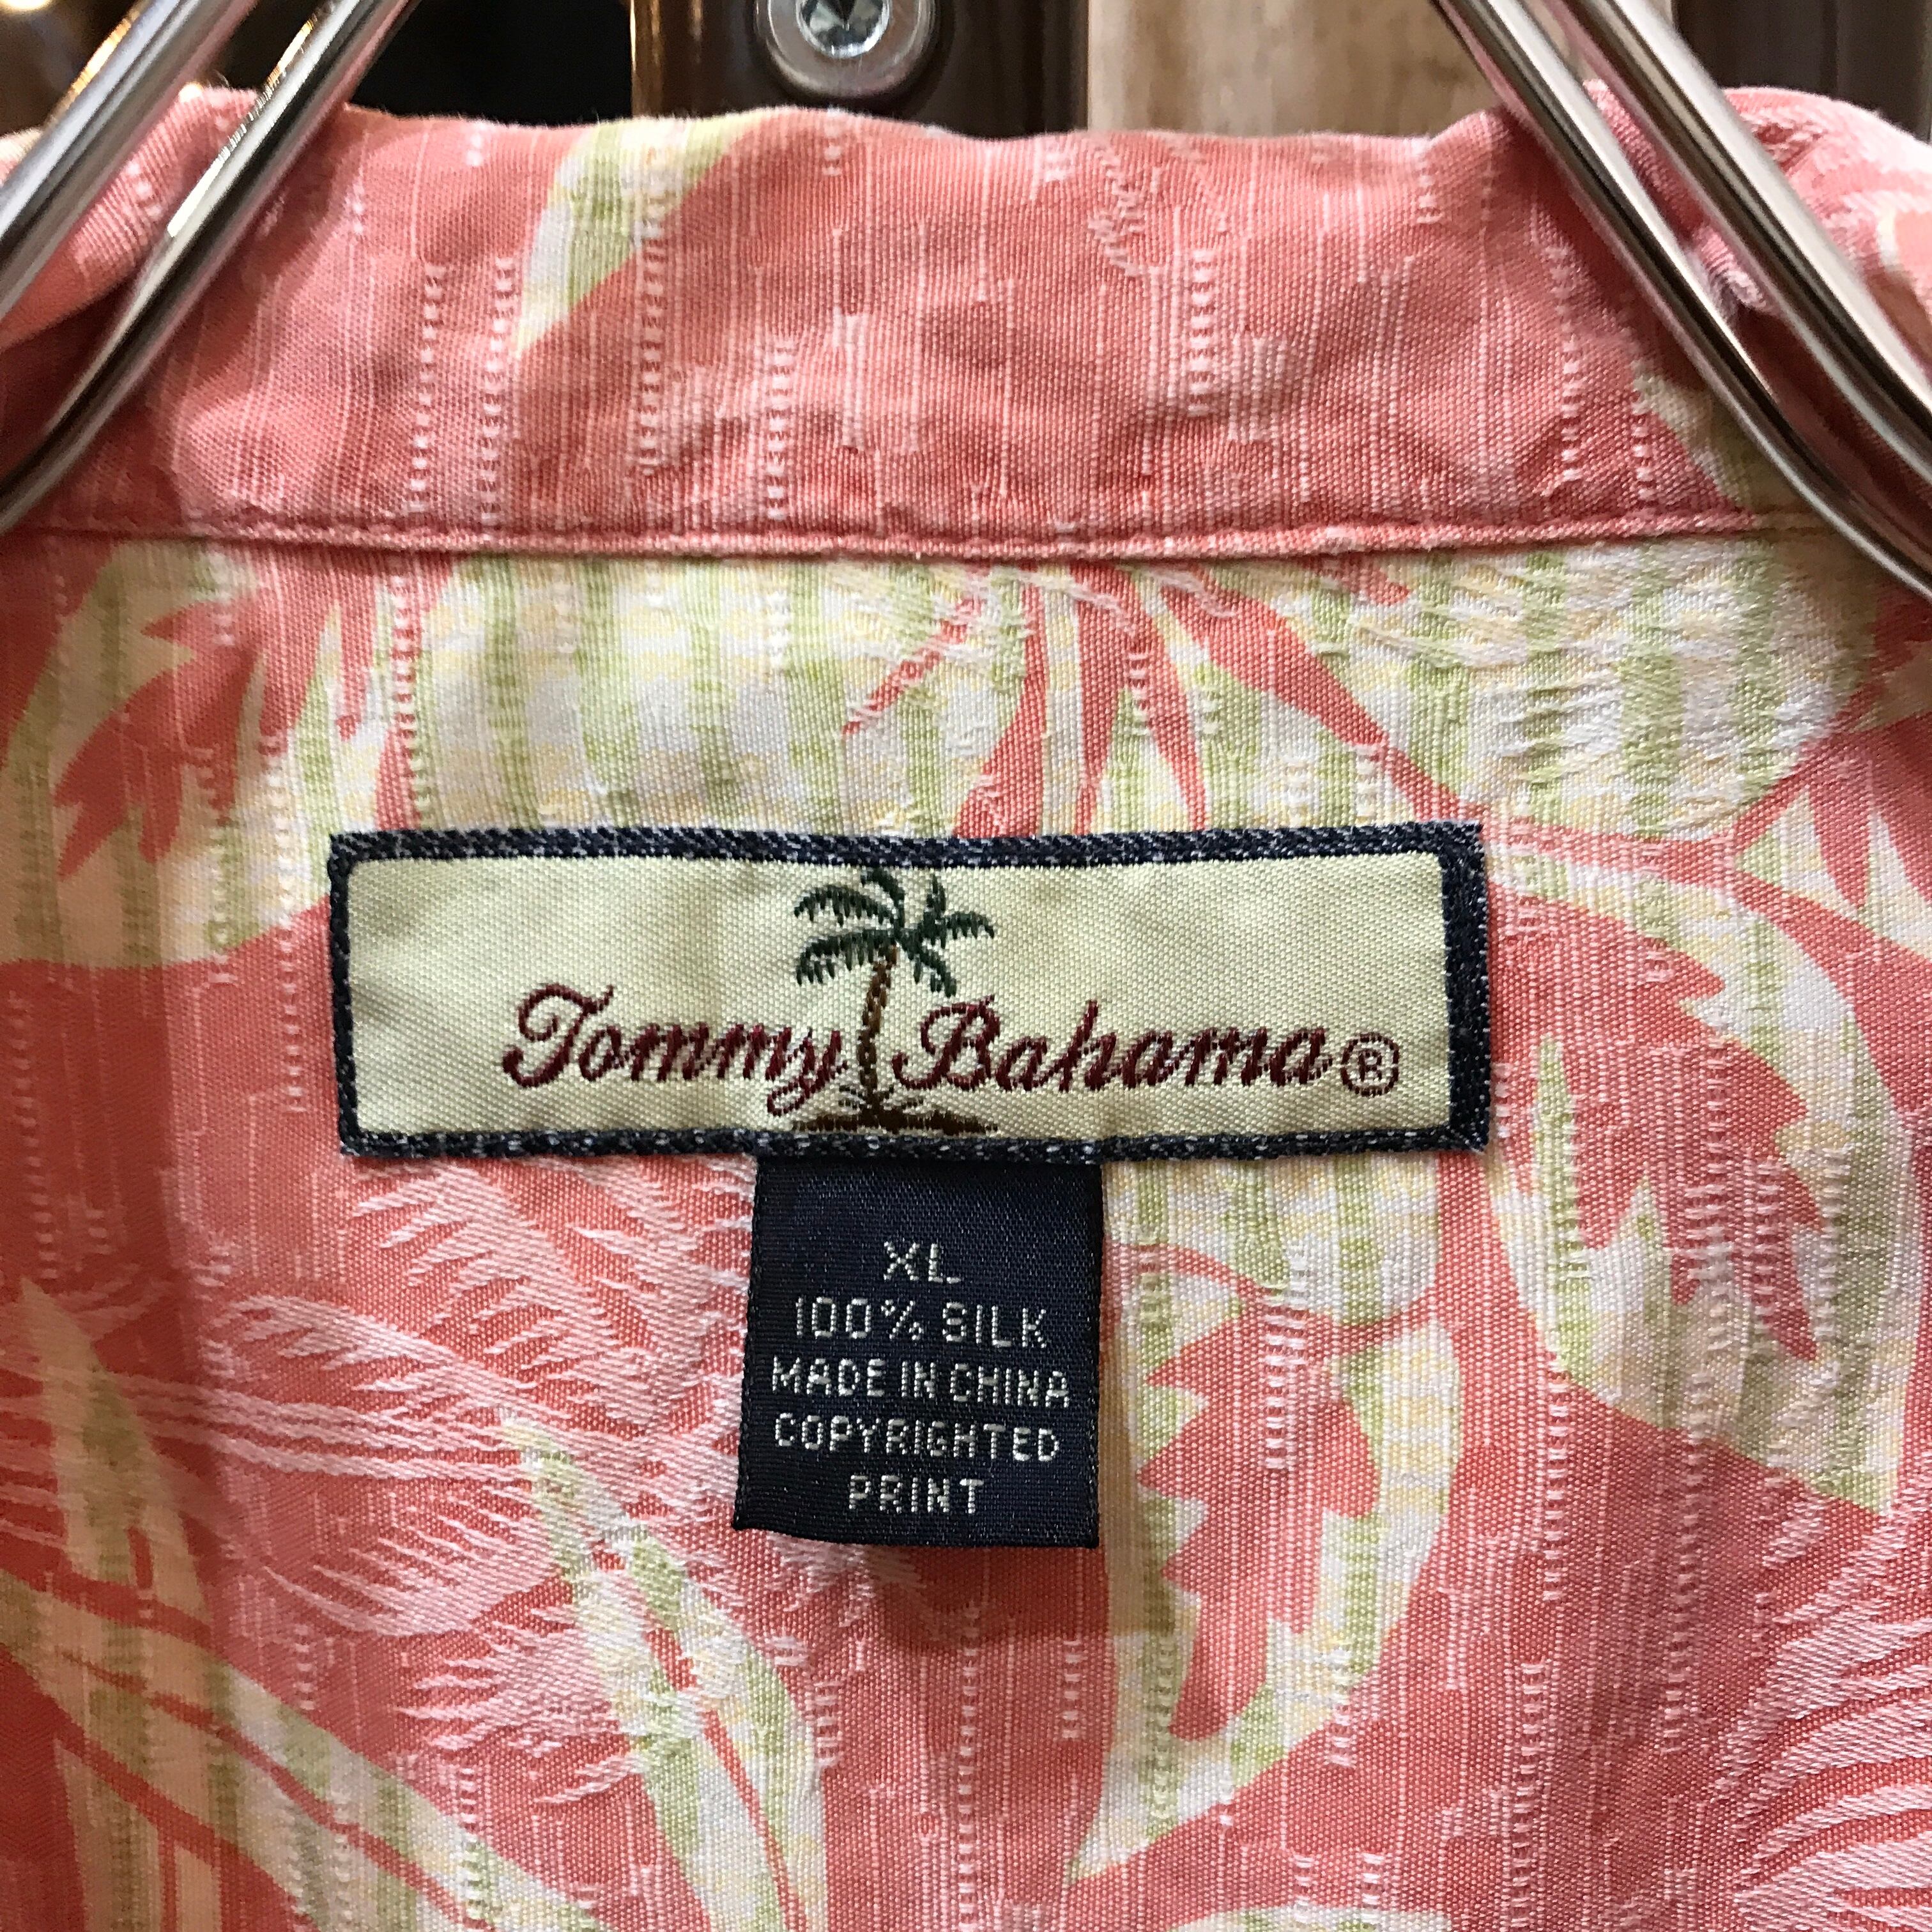 Tommy Bahama®
XL
100% SILK
MADE IN CHINA
COPYRIGHTED
PRINT